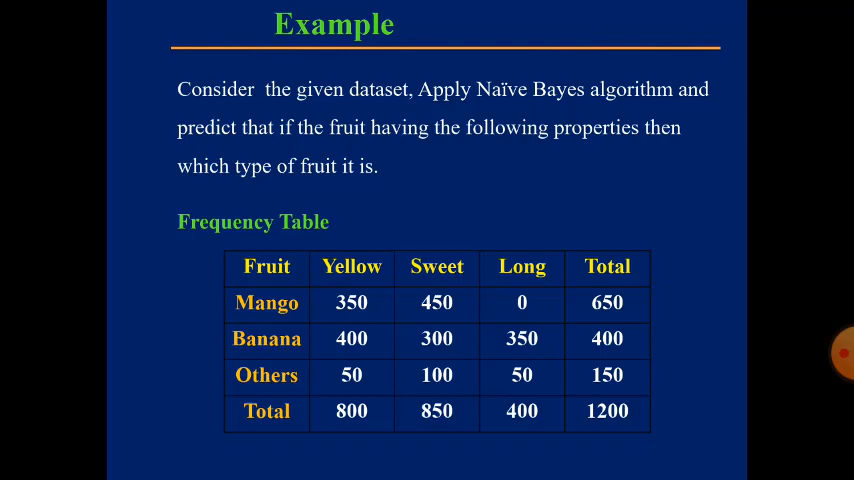 Example
Consider the given dataset, Apply Naïve Bayes algorithm and
predict that if the fruit having the following properties then
which type of fruit it is.
Frequency Table
Fruit Yellow Sweet Long Total
Mango 350 450 0 650
Banana 400 300 350 400
Others 50 100 50 150
Total 800 850 400 1200